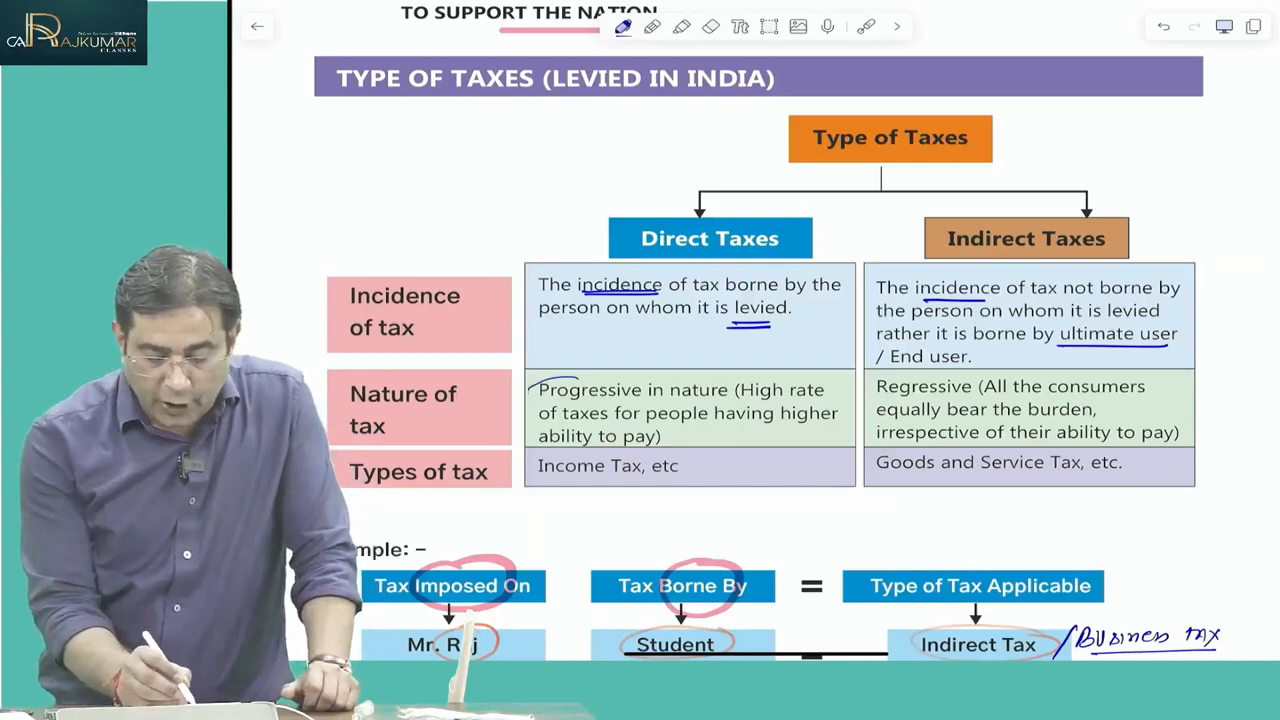 TO SUPPORT THE NATION
CA RAJKUMAR
CLASSES
Tt
TYPE OF TAXES (LEVIED IN INDIA)
Type of Taxes
Direct Taxes
Indirect Taxes
Incidence
of tax
The incidence of tax borne by the
person on whom it is levied.
The incidence of tax not borne by
the person on whom it is levied
rather it is borne by ultimate user
/ End user.
Nature of
tax
Progressive in nature (High rate
of taxes for people having higher
ability to pay)
Regressive (All the consumers
equally bear the burden,
irrespective of their ability to pay)
Types of tax
Income Tax, etc
Goods and Service Tax, etc.
mple: –
Tax Imposed On
Tax Borne By
=
Type of Tax Applicable
Mr. Raj
Student
=
Indirect Tax
/ Business tax